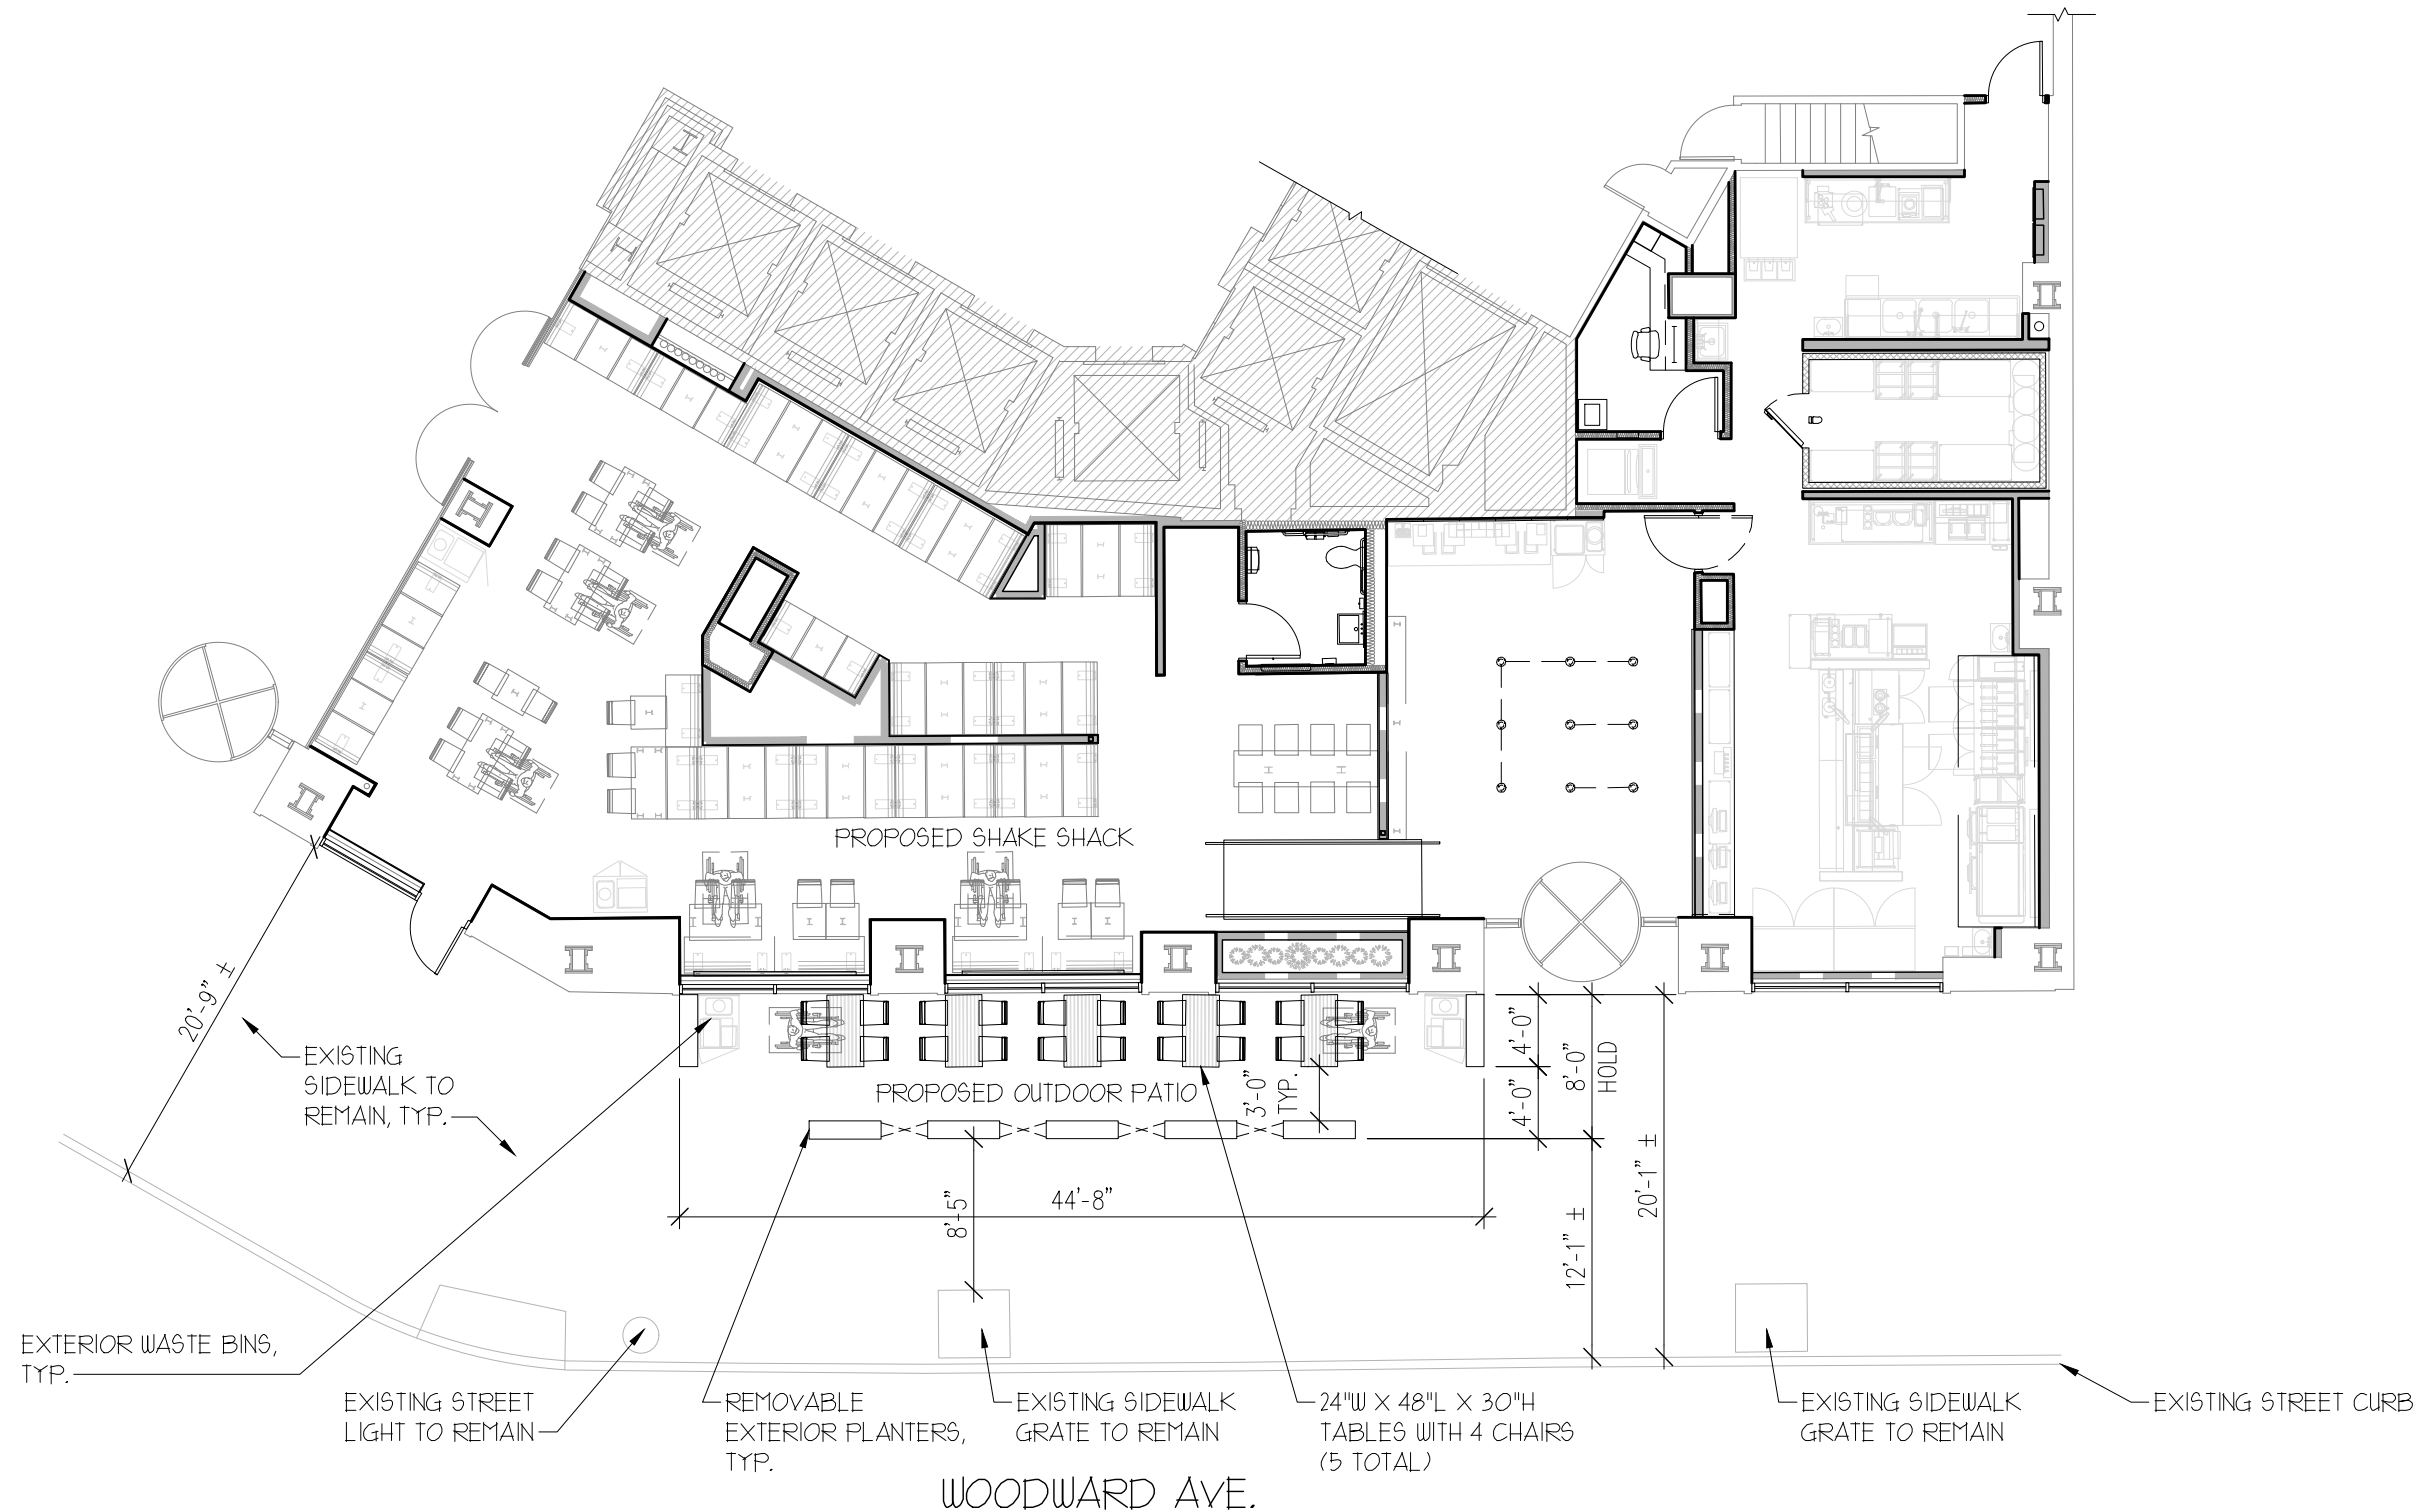 PROPOSED SHAKE SHACK
20'-9" ±
EXISTING
SIDEWALK TO
REMAIN, TYP.
PROPOSED OUTDOOR PATIO
3'-0"
TYP.
4'-0"
4'-0"
8'-0"
HOLD
44'-8"
8'-5"
12'-1" ±
20'-1" ±
EXTERIOR WASTE BINS,
TYP.
EXISTING STREET
LIGHT TO REMAIN
REMOVABLE
EXTERIOR PLANTERS,
TYP.
EXISTING SIDEWALK
GRATE TO REMAIN
24"W X 48"L X 30"H
TABLES WITH 4 CHAIRS
(5 TOTAL)
EXISTING SIDEWALK
GRATE TO REMAIN
EXISTING STREET CURB
WOODWARD AVE.